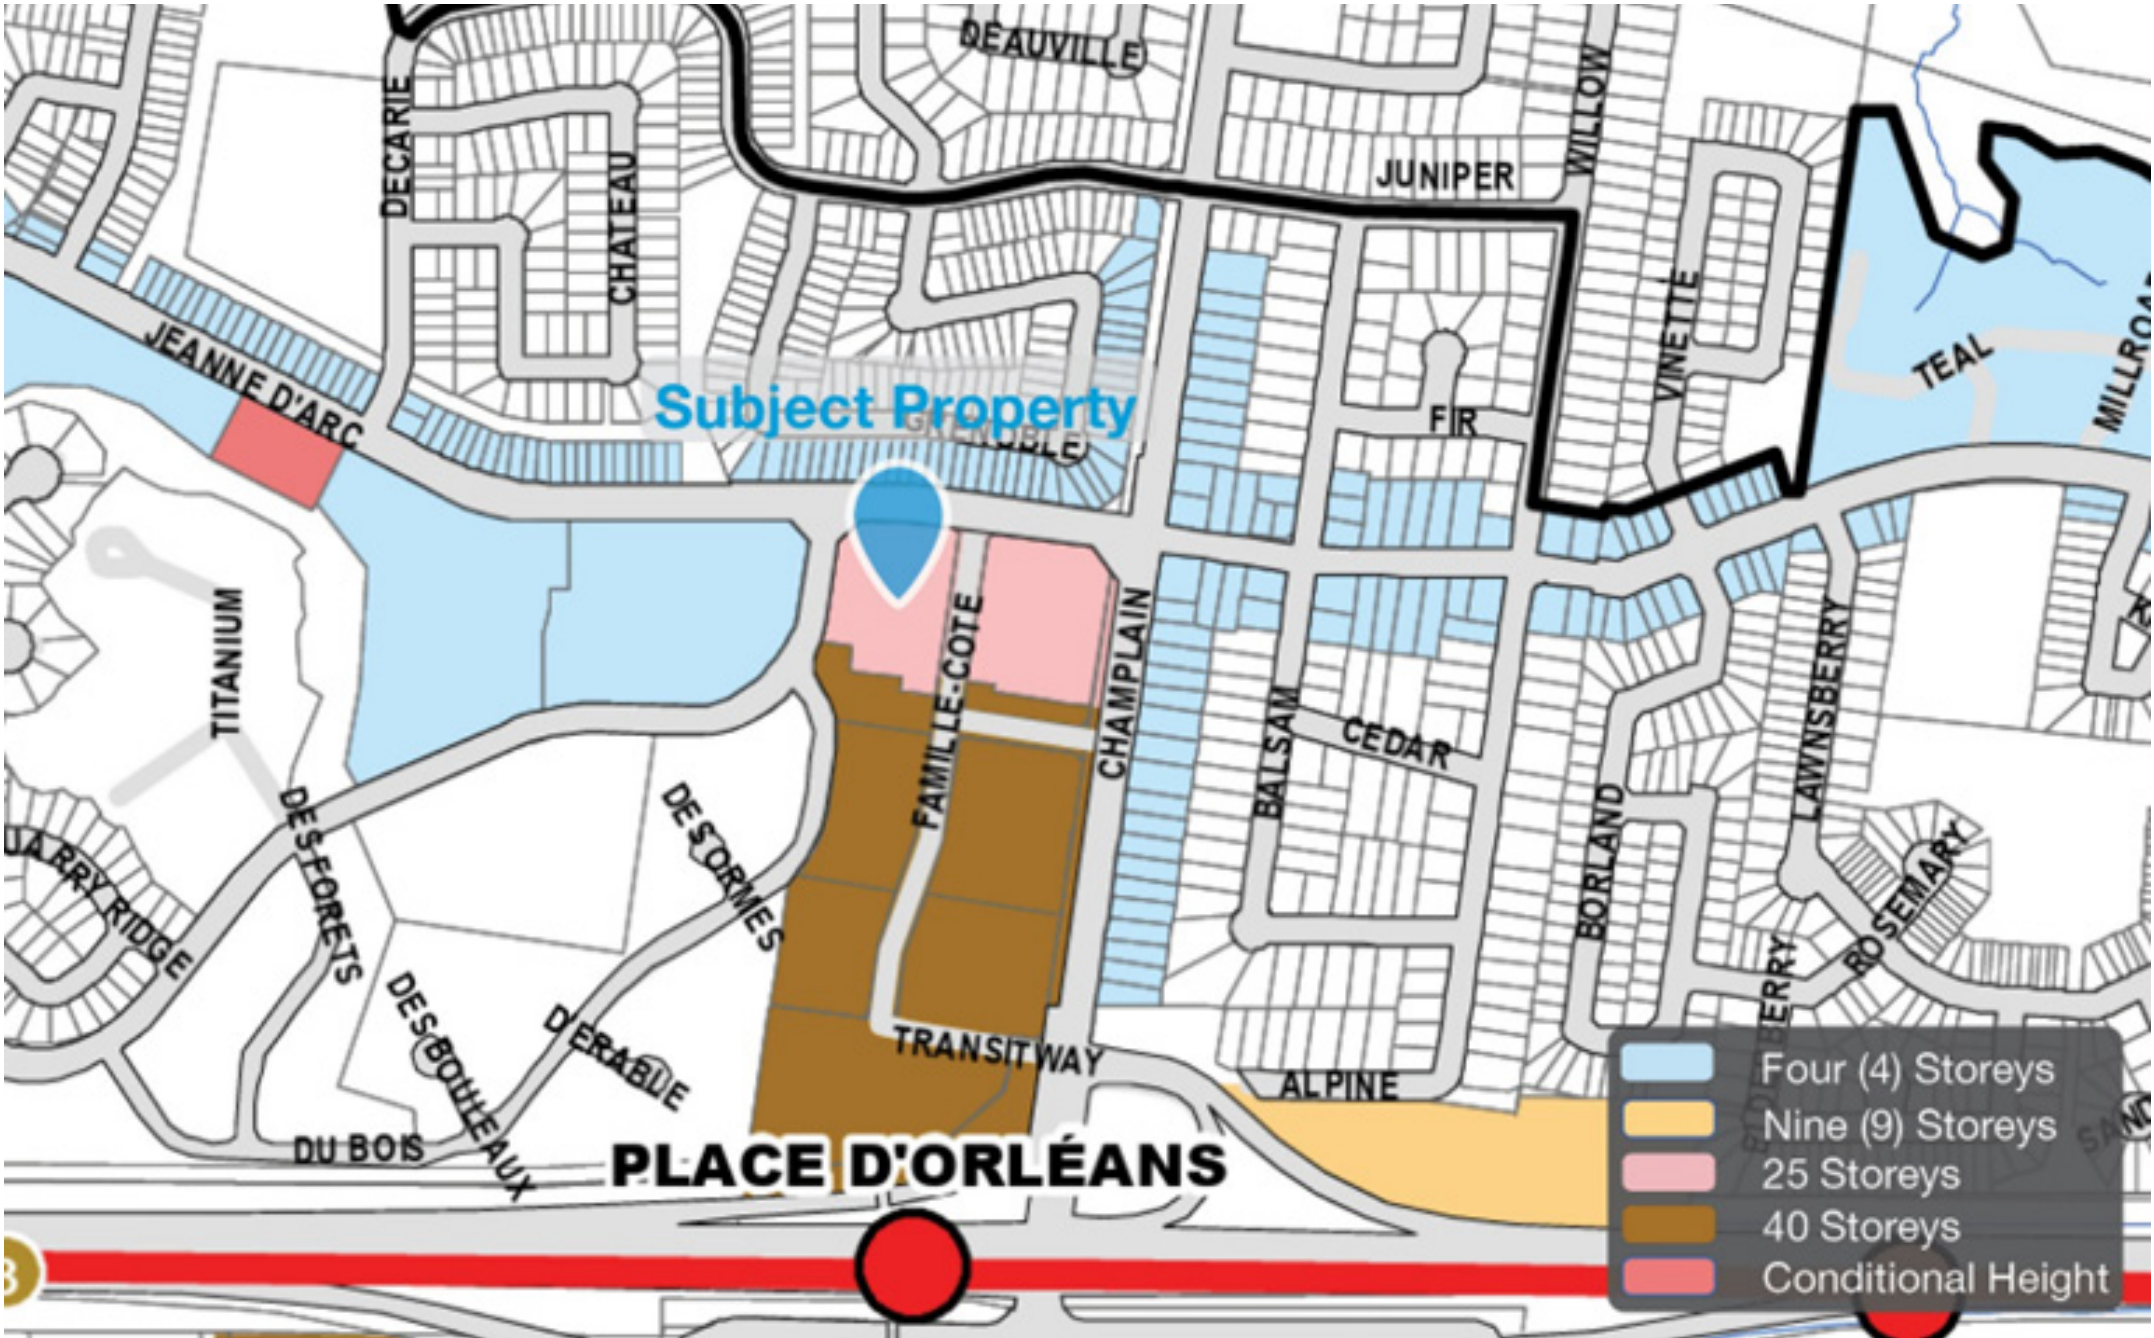 DEAUVILLE
WILLOW
DECARIE
CHATEAU
JUNIPER
VINETTE
TEAL
JEANNE D'ARC
Subject Property
GRENOBLE
FIR
TITANIUM
FAMILLE-COTE
CHAMPLAIN
BALSAM
CEDAR
BORLAND
LAWNSBERRY
ROSEMARY
DES FORETS
DES ORMES
DES BOULEAUX
D'ERABLE
DU BOIS
UARRY RIDGE
TRANSITWAY
ALPINE
PLACE D'ORLÉANS
Four (4) Storeys
Nine (9) Storeys
25 Storeys
40 Storeys
Conditional Height